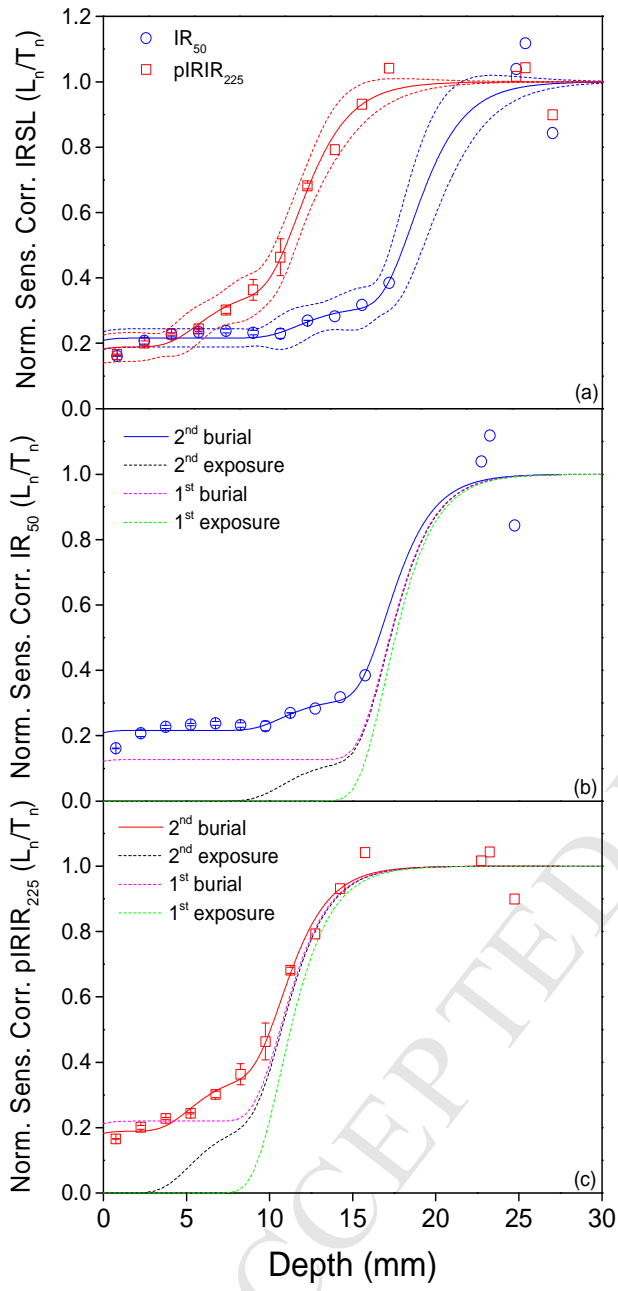 1.2
1.0
0.8
0.6
0.4
0.2
0.0
Norm. Sens. Corr. IRSL (Ln/Tn)
IR50
pIRIR225
(a)
1.0
0.8
0.6
0.4
0.2
0.0
Norm. Sens. Corr. IR50 (Ln/Tn)
2nd burial
2nd exposure
1st burial
1st exposure
(b)
1.0
0.8
0.6
0.4
0.2
0.0
Norm. Sens. Corr. pIRIR225 (Ln/Tn)
2nd burial
2nd exposure
1st burial
1st exposure
(c)
0 5 10 15 20 25 30
Depth (mm)
CCEPTED